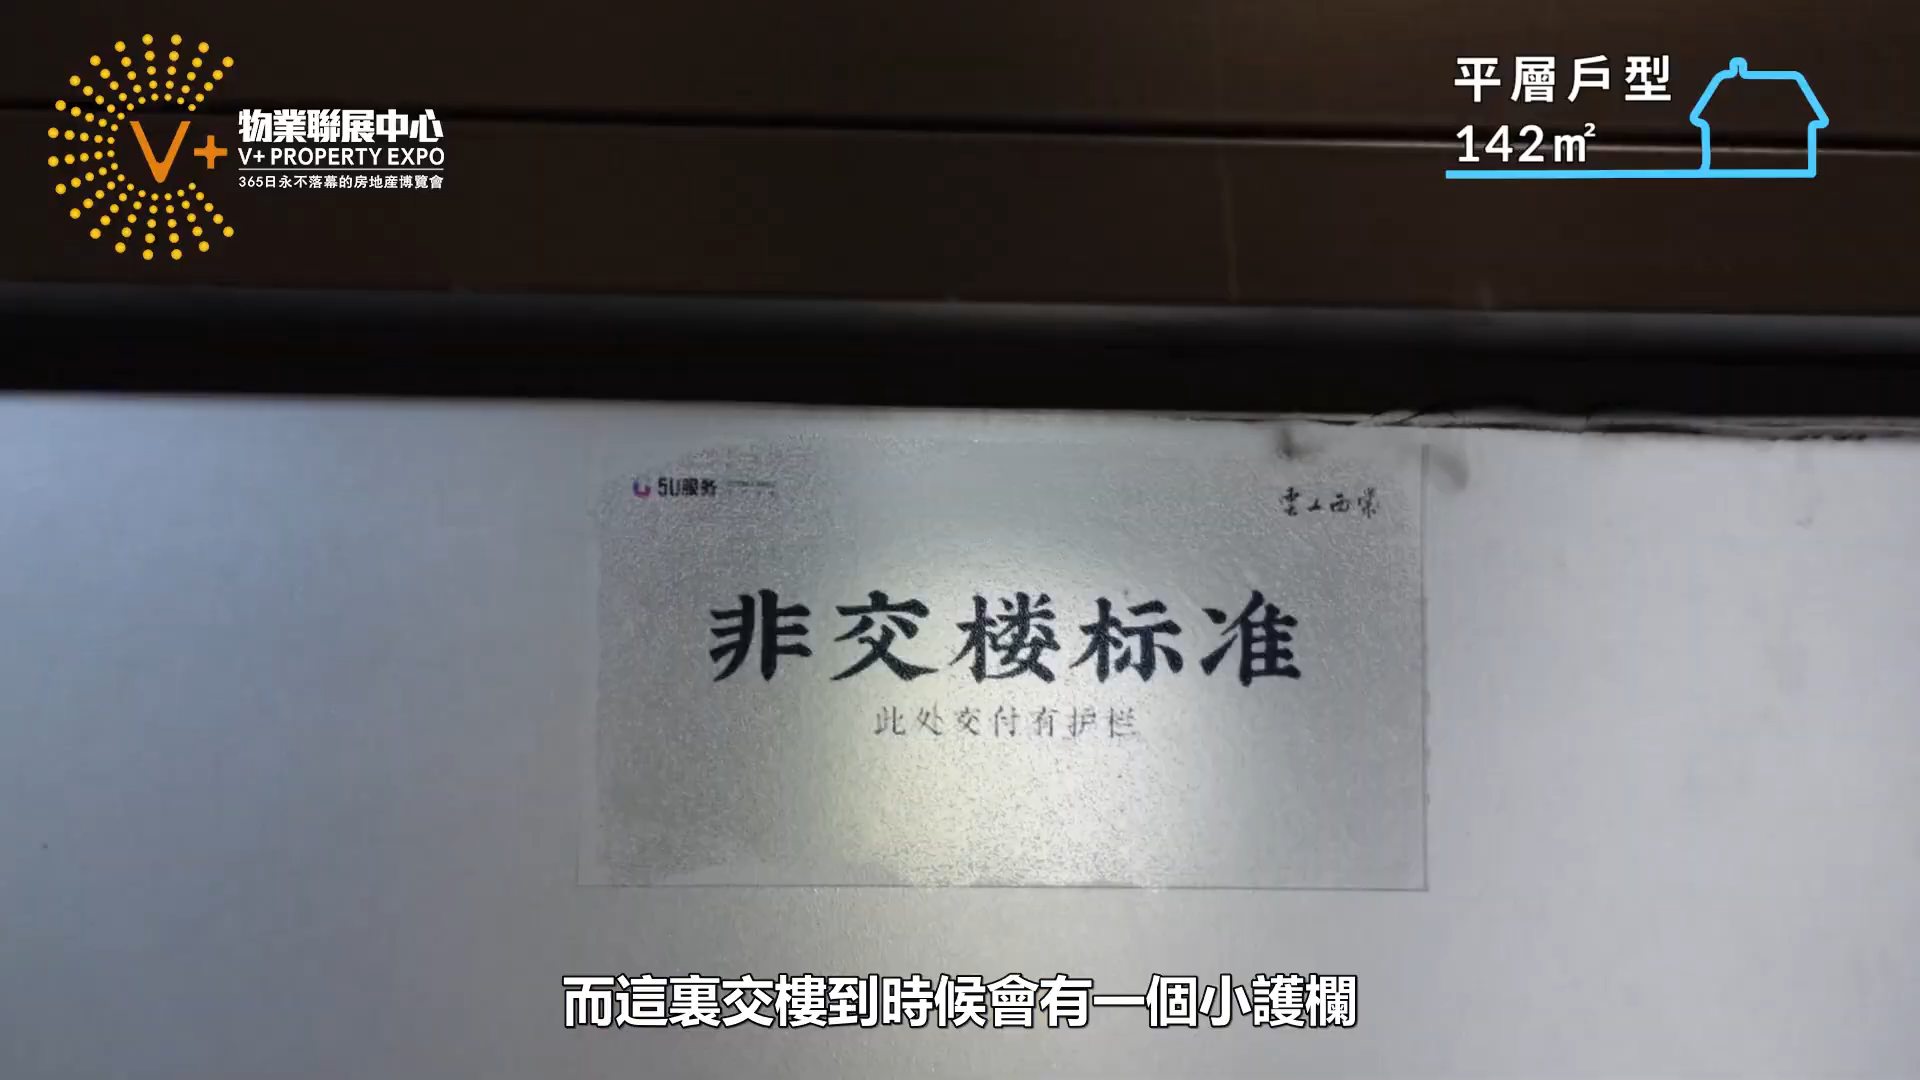 物業聯展中心
V+ PROPERTY EXPO
365日永不落幕的房地産博覽會
平層戶型
142㎡
5U服务
非交楼标准
此处交付有护栏
而這裏交樓到時候會有一個小護欄